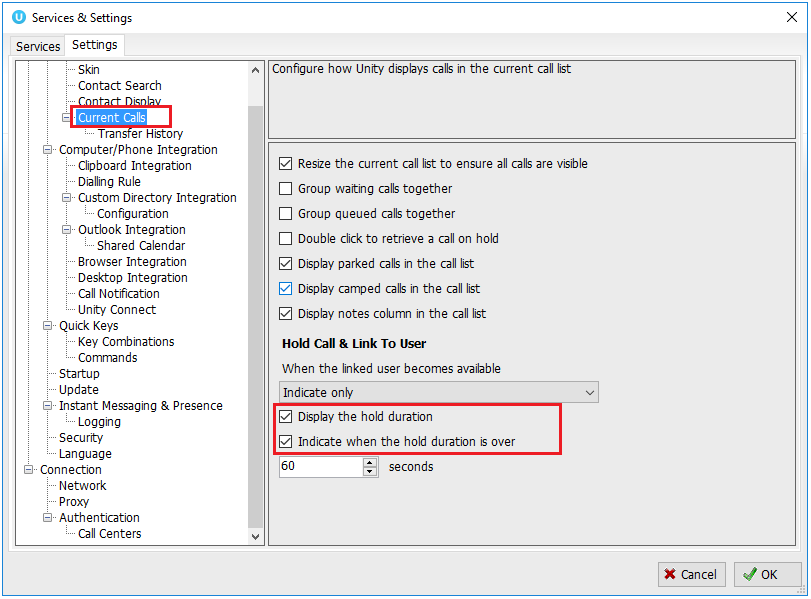 U Services & Settings
Services Settings
Skin
Contact Search
Contact Display
Current Calls
Transfer History
Computer/Phone Integration
Clipboard Integration
Dialling Rule
Custom Directory Integration
Configuration
Outlook Integration
Shared Calendar
Browser Integration
Desktop Integration
Call Notification
Unity Connect
Quick Keys
Key Combinations
Commands
Startup
Update
Instant Messaging & Presence
Logging
Security
Language
Connection
Network
Proxy
Authentication
Call Centers
Configure how Unity displays calls in the current call list
Resize the current call list to ensure all calls are visible
Group waiting calls together
Group queued calls together
Double click to retrieve a call on hold
Display parked calls in the call list
Display camped calls in the call list
Display notes column in the call list
Hold Call & Link To User
When the linked user becomes available
Indicate only
Display the hold duration
Indicate when the hold duration is over
60 seconds
Cancel OK